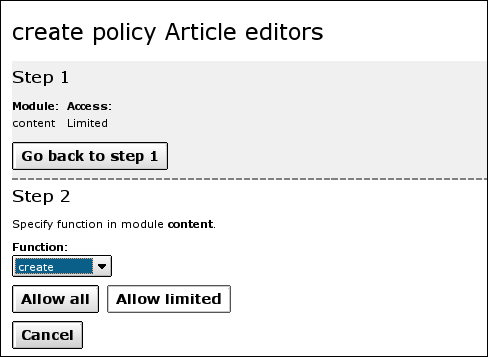 create policy Article editors
Step 1
Module: Access:
content Limited
Go back to step 1
Step 2
Specify function in module content.
Function:
create
Allow all Allow limited
Cancel